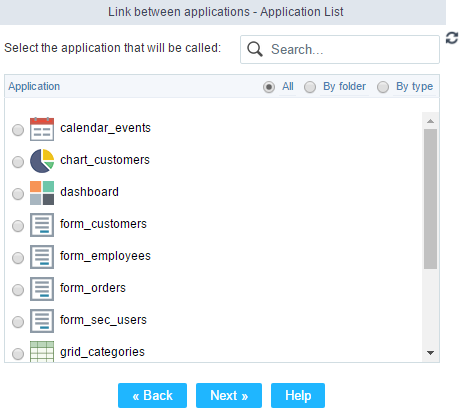 Link between applications - Application List
Select the application that will be called:
Search...
Application All By folder By type
calendar_events
chart_customers
dashboard
form_customers
form_employees
form_orders
form_sec_users
grid_categories
« Back Next » Help